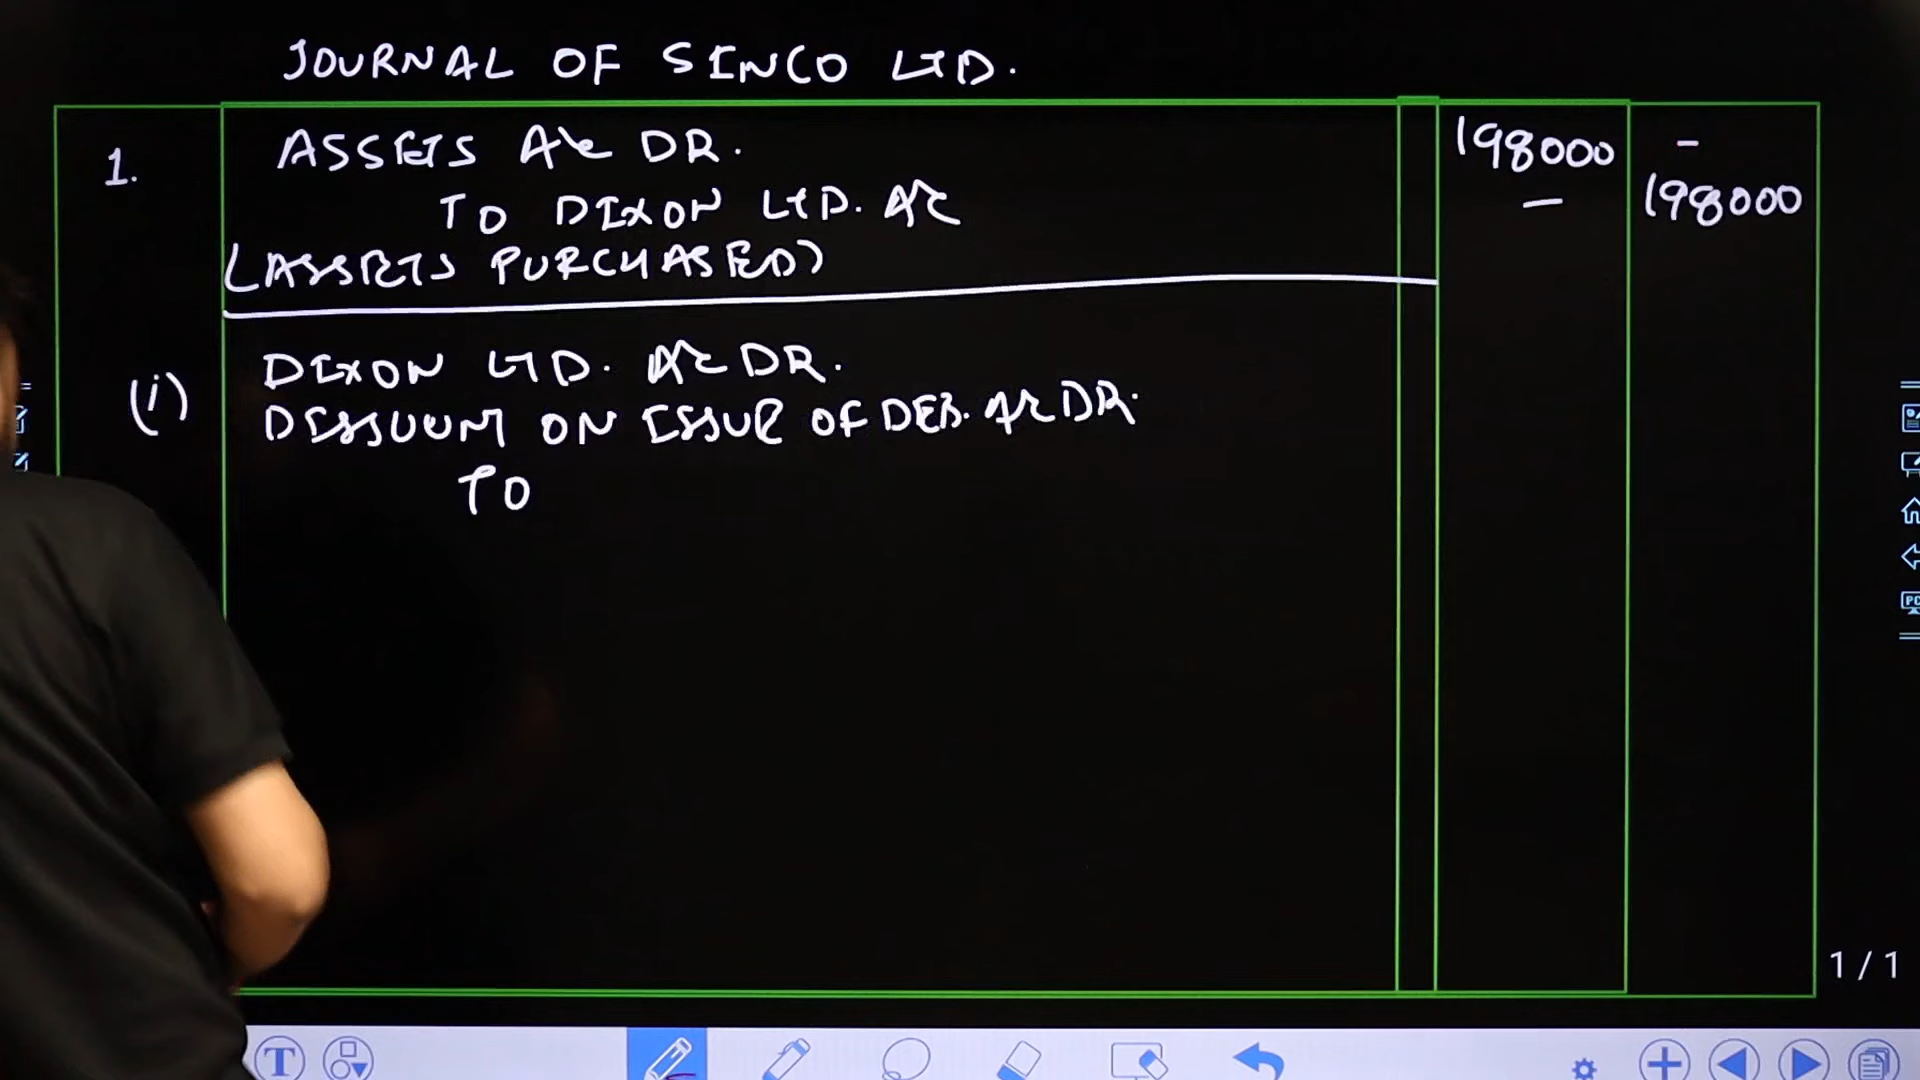 JOURNAL OF SINCO LTD.
1. ASSETS A/c DR. 198000 -
TO DIXON LTD. A/c — 198000
(ASSETS PURCHASED)
(i) DIXON LTD. A/c DR.
ON ISSUE OF DEB. A/c DR.
TO
1 / 1
T
PC